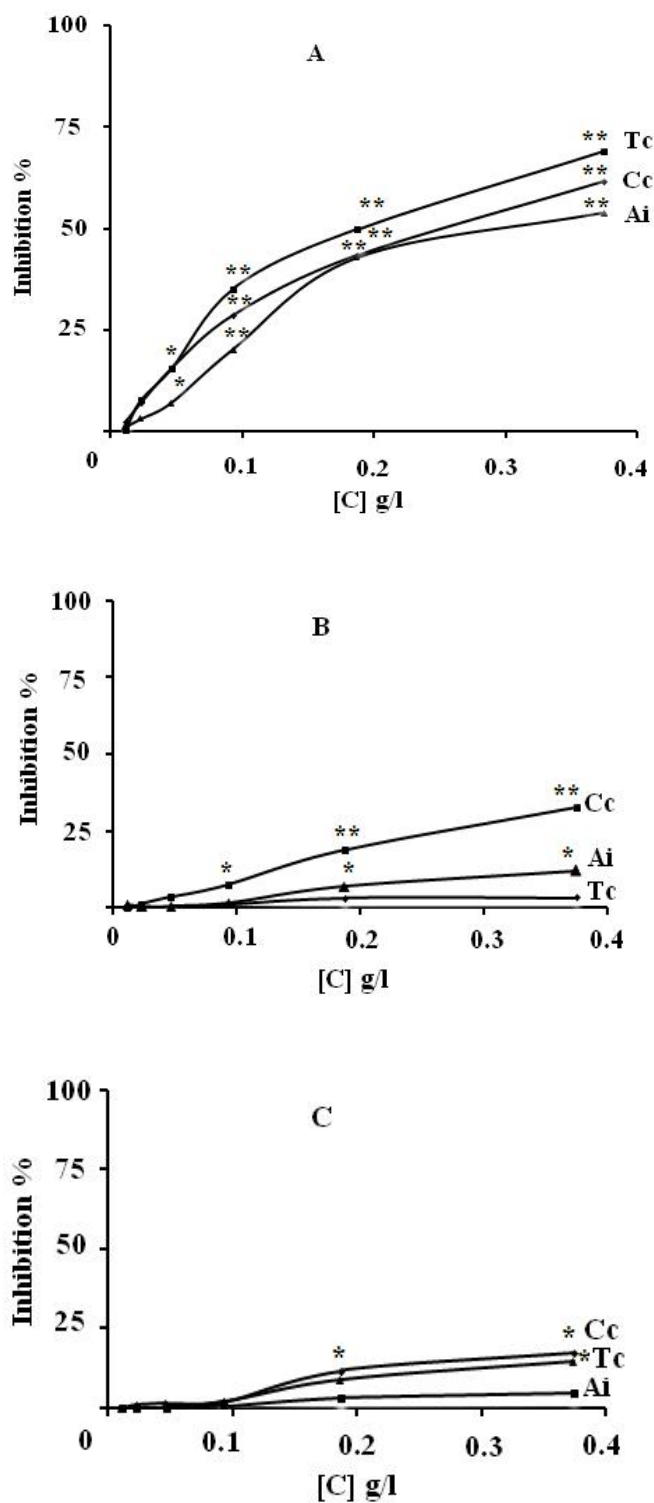 100
A
** Tc
75
** Cc
**
** Ai
Inhibition %
50
** **
**
**
25
* **
*
0 0.1 0.2 0.3 0.4
[C] g/l
100
B
75
Inhibition %
50
** Cc
25
**
* * * Ai
Tc
0 0.1 0.2 0.3 0.4
[C] g/l
100
C
75
Inhibition %
50
25
* * Cc
*Tc
Ai
0 0.1 0.2 0.3 0.4
[C] g/l